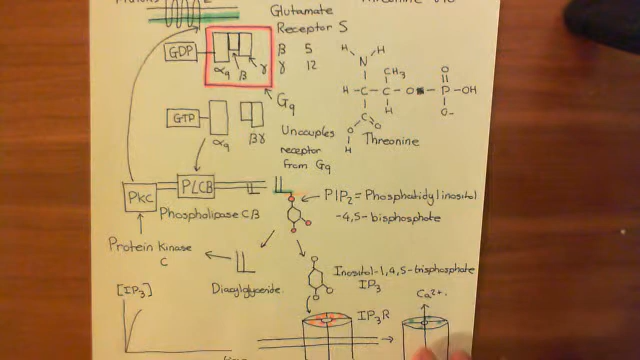 Glutamate
Receptor 5
GDP
αq β γ
β 5
γ 12
Gq
GTP
αq βγ
Uncouples
receptor
from Gq
H H
N
CH3
H-C-C-O-P-OH
O
O-
H
C
O
O
H
Threonine
PKC
PLCβ
Phospholipase Cβ
PIP2 = Phosphatidylinositol
-4,5-bisphosphate
Protein Kinase
C
Diacylglyceride.
Inositol-1,4,5-trisphosphate
IP3
[IP3]
IP3R
Ca2+.